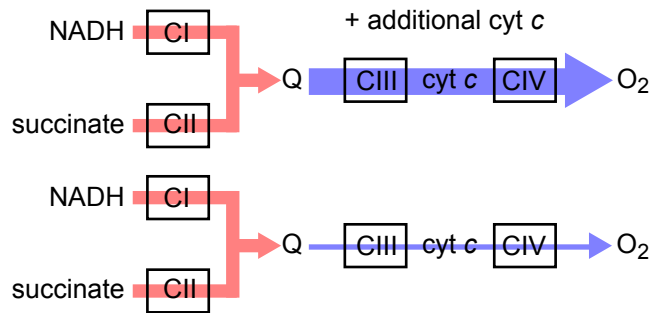 NADH CI + additional cyt c
Q CIII cyt c CIV O₂
succinate CII
NADH CI
Q CIII cyt c CIV O₂
succinate CII